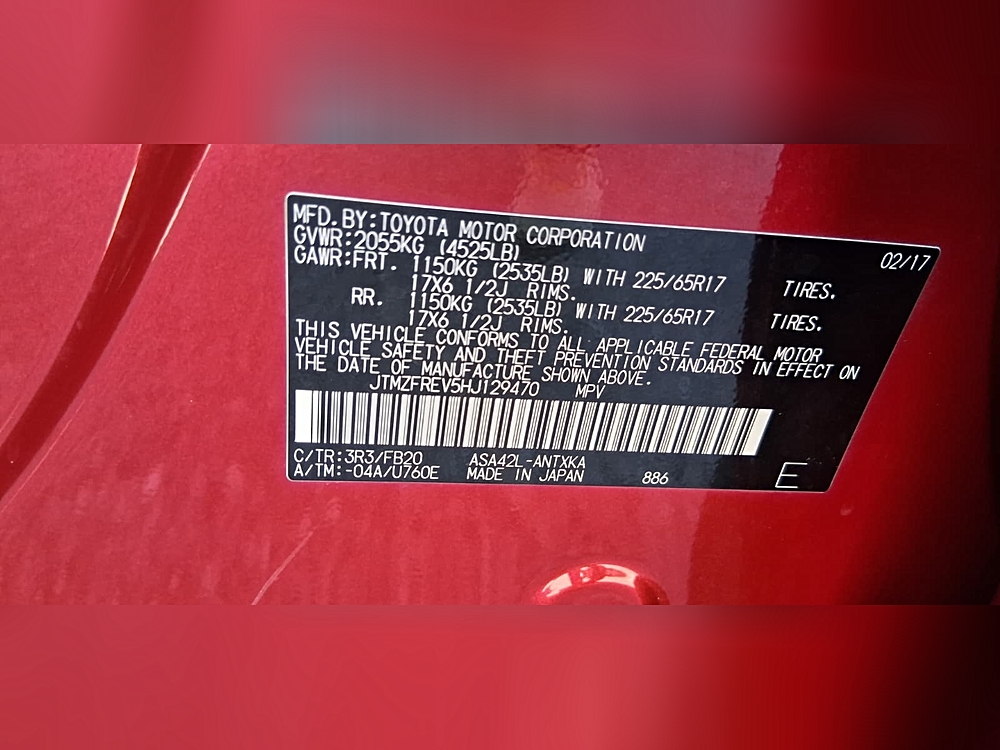 MFD.BY:TOYOTA MOTOR CORPORATION 02/17
GVWR:2055KG (4525LB)
GAWR:FRT. 1150KG (2535LB) WITH 225/65R17 TIRES.
17X6 1/2J RIMS.
RR. 1150KG (2535LB) WITH 225/65R17 TIRES.
17X6 1/2J RIMS.
THIS VEHICLE CONFORMS TO ALL APPLICABLE FEDERAL MOTOR
VEHICLE SAFETY AND THEFT PREVENTION STANDARDS IN EFFECT ON
THE DATE OF MANUFACTURE SHOWN ABOVE.
JTMZFREV5HJ129470 MPV
C/TR:3R3/FB20 ASA42L-ANTXKA
A/TM:-04A/U760E MADE IN JAPAN 886 E